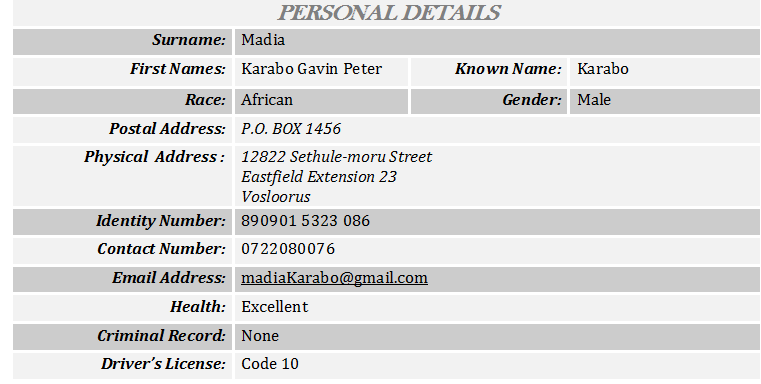 PERSONAL DETAILS
Surname: Madia
First Names: Karabo Gavin Peter Known Name: Karabo
Race: African Gender: Male
Postal Address: P.O. BOX 1456
Physical Address : 12822 Sethule-moru Street
Eastfield Extension 23
Vosloorus
Identity Number: 890901 5323 086
Contact Number: 0722080076
Email Address: madiaKarabo@gmail.com
Health: Excellent
Criminal Record: None
Driver's License: Code 10